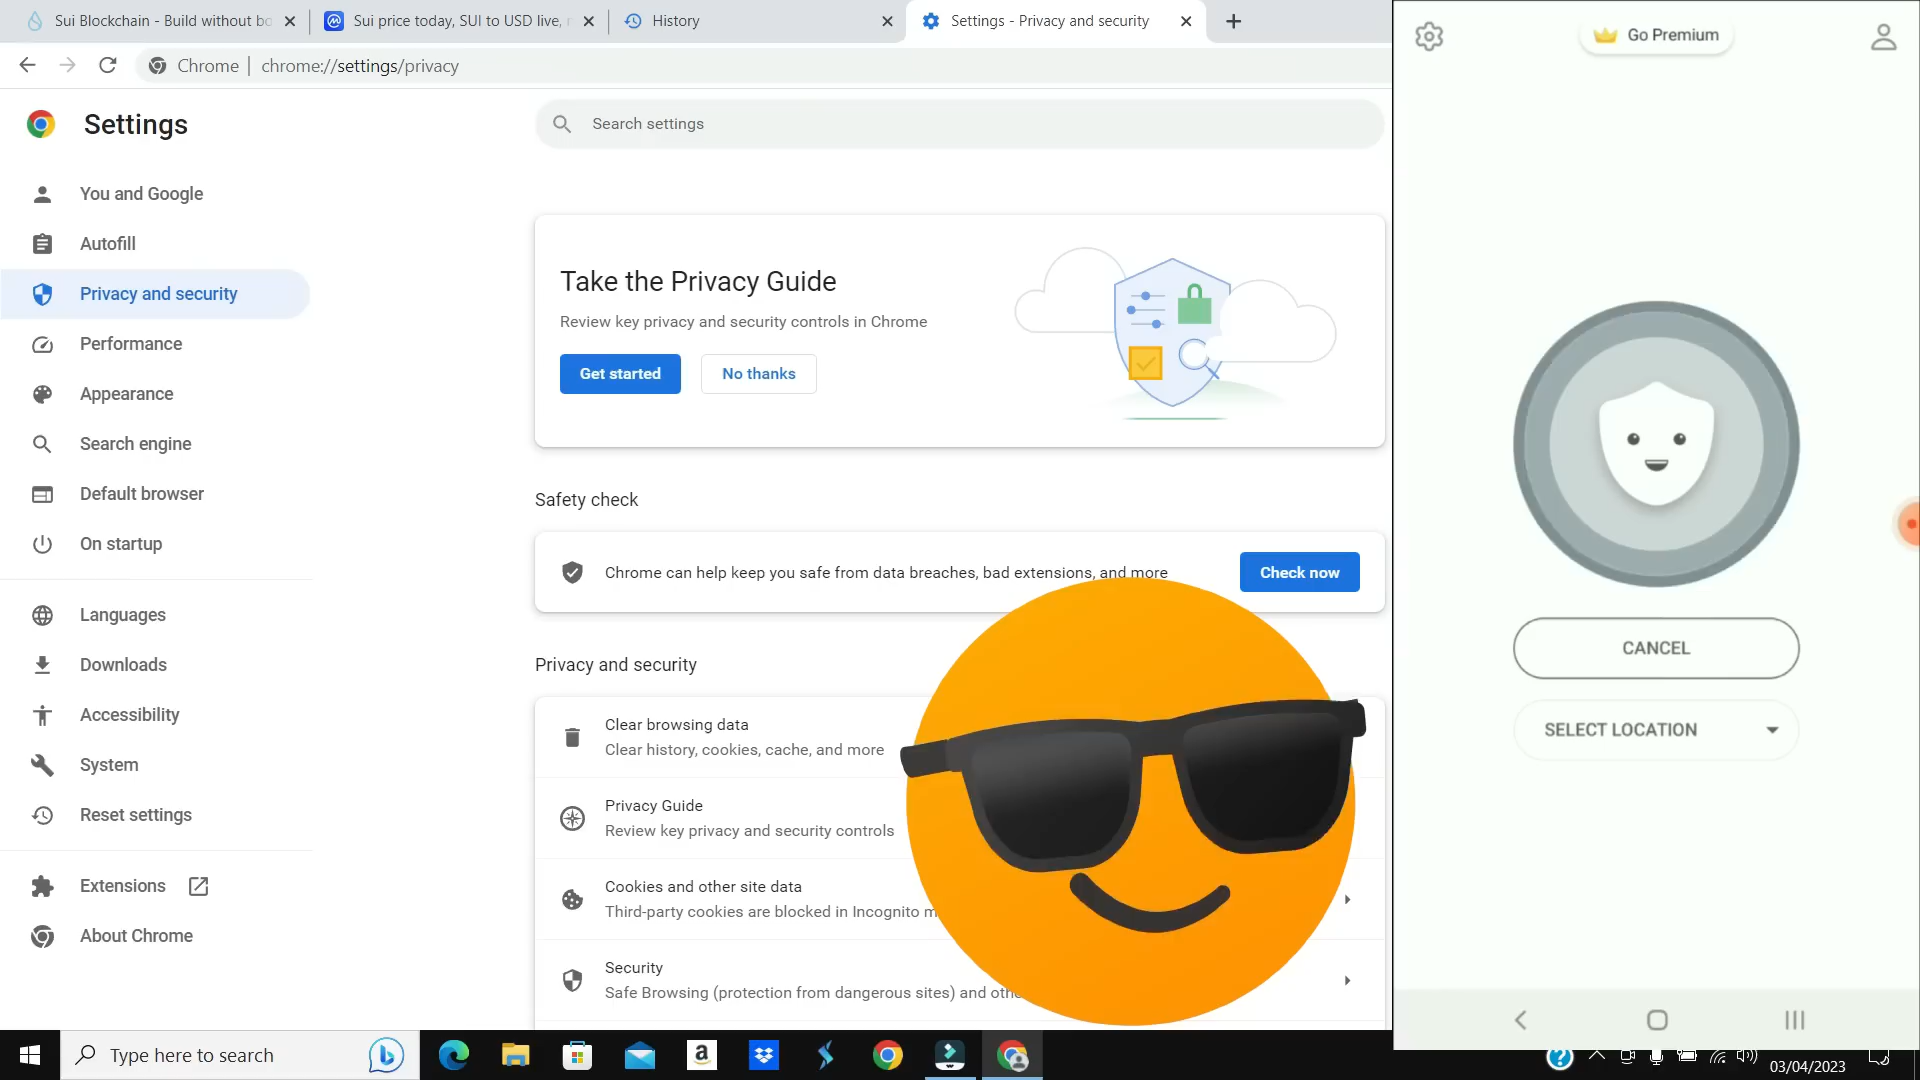 Sui Blockchain - Build without bo
Sui price today, SUI to USD live,
History
Settings - Privacy and security
Chrome | chrome://settings/privacy
Settings
Search settings
You and Google
Autofill
Privacy and security
Performance
Appearance
Search engine
Default browser
On startup
Languages
Downloads
Accessibility
System
Reset settings
Extensions
About Chrome
Take the Privacy Guide
Review key privacy and security controls in Chrome
Get started
No thanks
Safety check
Chrome can help keep you safe from data breaches, bad extensions, and more
Check now
Privacy and security
Clear browsing data
Clear history, cookies, cache, and more
Privacy Guide
Review key privacy and security controls
Cookies and other site data
Third-party cookies are blocked in Incognito m
Security
Safe Browsing (protection from dangerous sites) and oth
Go Premium
CANCEL
SELECT LOCATION
Type here to search
03/04/2023